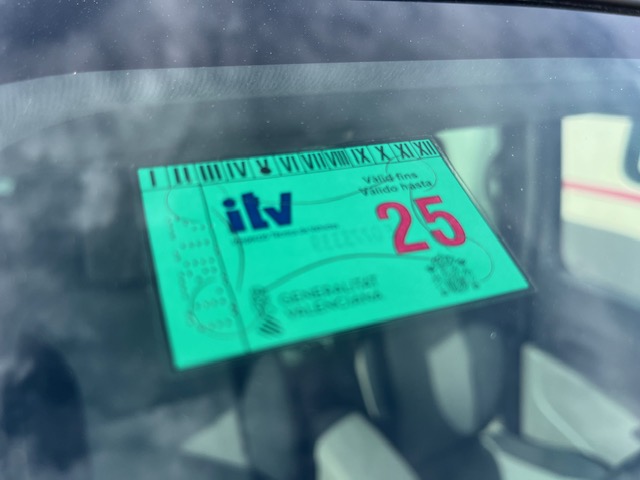 I II III IV V VI VII VIII IX X XI XII
Vàlid fins
Válido hasta
itv
25
GENERALITAT
VALENCIANA